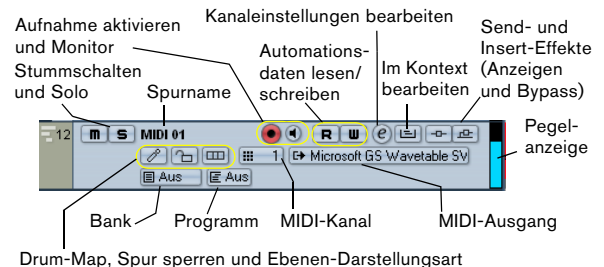 Aufnahme aktivieren
und Monitor
Kanaleinstellungen bearbeiten
Stummschalten
und Solo
Spurname
Automations-
daten lesen/
schreiben
Im Kontext
bearbeiten
Send- und
Insert-Effekte
(Anzeigen
und Bypass)
Pegel-
anzeige
12 m S MIDI 01 R W e
1 Microsoft GS Wavetable SV
Aus Aus
Bank Programm MIDI-Kanal MIDI-Ausgang
Drum-Map, Spur sperren und Ebenen-Darstellungsart